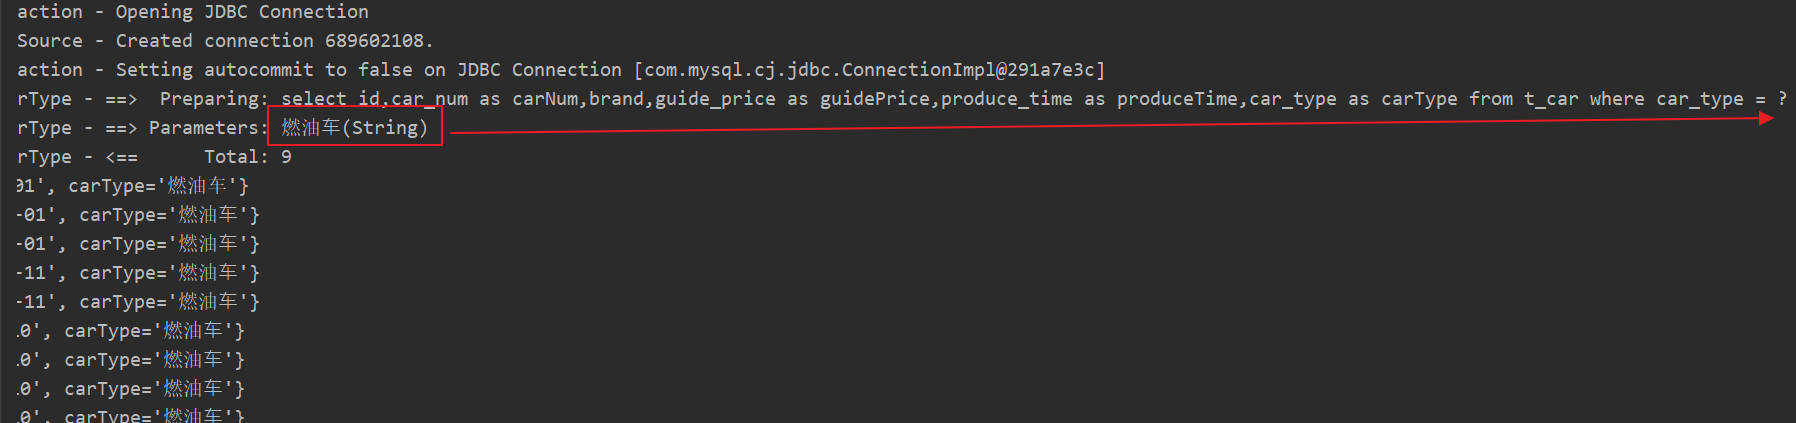 action - Opening JDBC Connection
Source - Created connection 689602108.
action - Setting autocommit to false on JDBC Connection [com.mysql.cj.jdbc.ConnectionImpl@291a7e3c]
rType - ==>  Preparing: select id,car_num as carNum,brand,guide_price as guidePrice,produce_time as produceTime,car_type as carType from t_car where car_type = ?
rType - ==> Parameters: 燃油车(String)
rType - <==      Total: 9
01', carType='燃油车'}
-01', carType='燃油车'}
-01', carType='燃油车'}
-11', carType='燃油车'}
-11', carType='燃油车'}
10', carType='燃油车'}
10', carType='燃油车'}
10', carType='燃油车'}
10', carType='燃油车'}